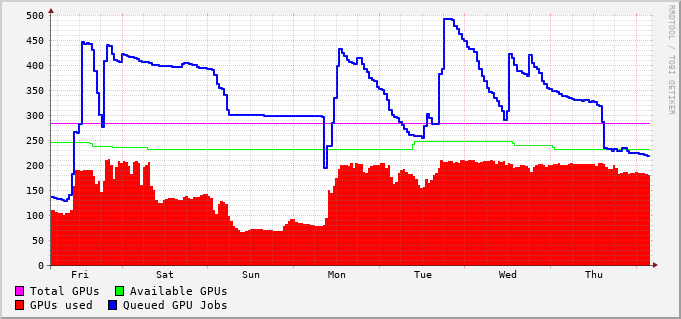 500
450
400
350
300
250
200
150
100
50
0
Fri Sat Sun Mon Tue Wed Thu
Total GPUs Available GPUs
GPUs used Queued GPU Jobs
RRDTOOL / TOBI OETIKER